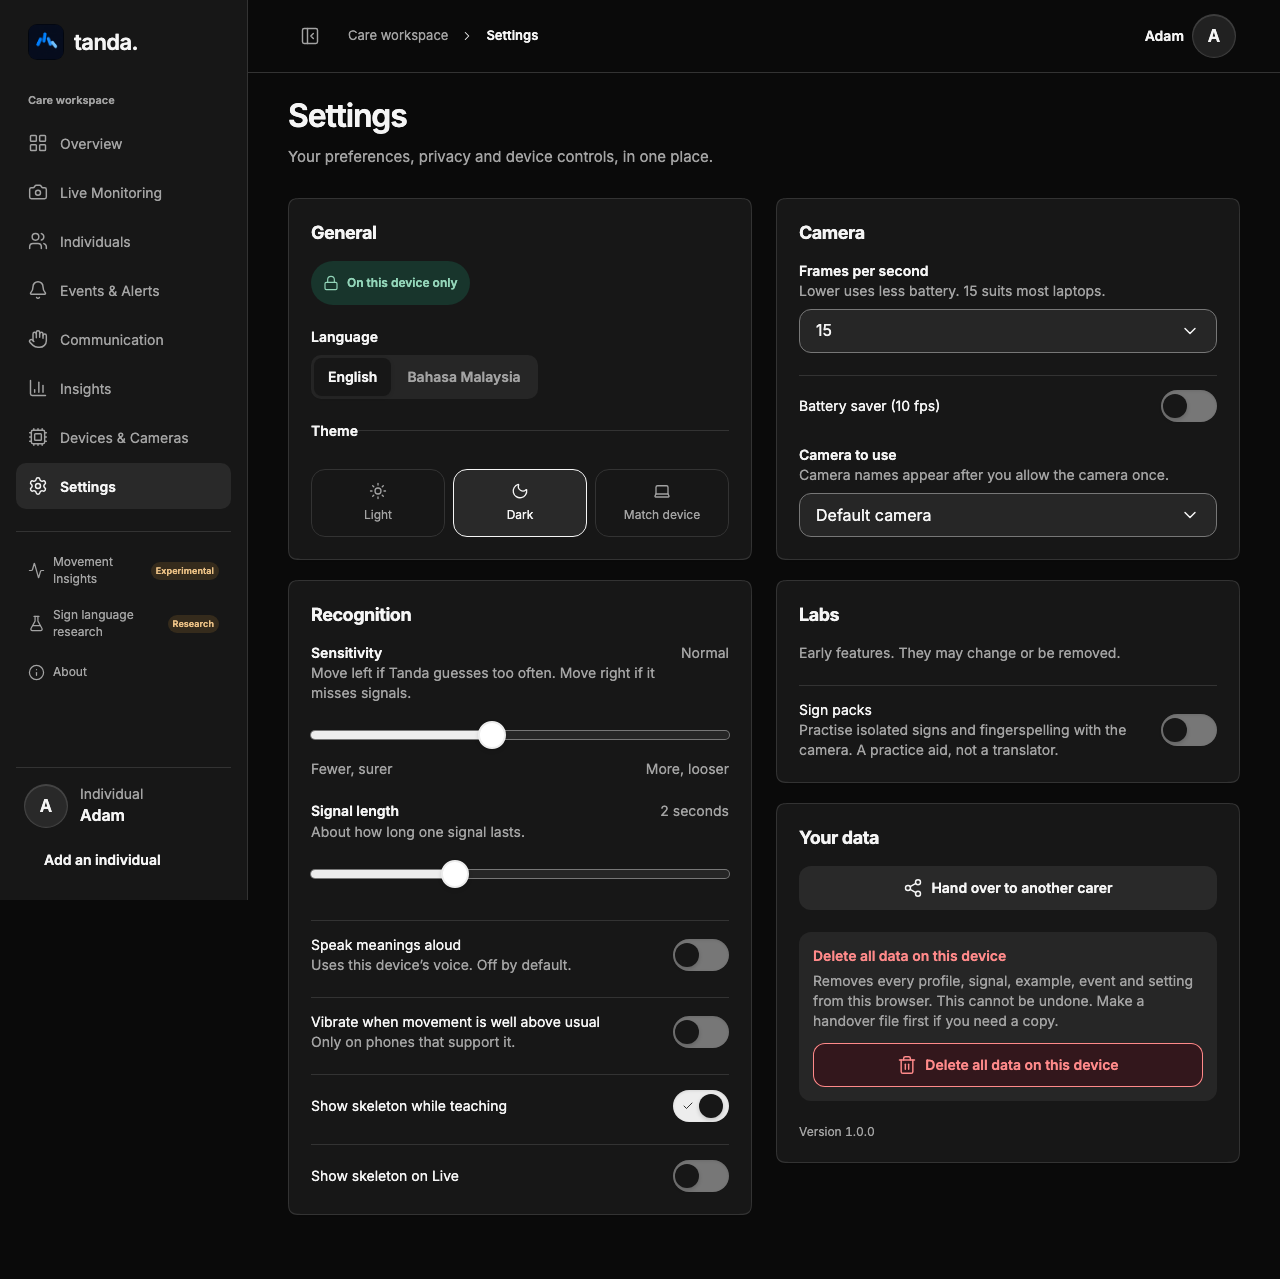 tanda.
Care workspace
Overview
Live Monitoring
Individuals
Events & Alerts
Communication
Insights
Devices & Cameras
Settings
Movement
Insights
Experimental
Sign language
research
Research
About
A
Individual
Adam
Add an individual
Care workspace
Settings
Adam
A
Settings
Your preferences, privacy and device controls, in one place.
General
On this device only
Language
English
Bahasa Malaysia
Theme
Light
Dark
Match device
Camera
Frames per second
Lower uses less battery. 15 suits most laptops.
15
Battery saver (10 fps)
Camera to use
Camera names appear after you allow the camera once.
Default camera
Recognition
Sensitivity
Normal
Move left if Tanda guesses too often. Move right if it
misses signals.
Fewer, surer
More, looser
Signal length
2 seconds
About how long one signal lasts.
Speak meanings aloud
Uses this device’s voice. Off by default.
Vibrate when movement is well above usual
Only on phones that support it.
Show skeleton while teaching
Show skeleton on Live
Labs
Early features. They may change or be removed.
Sign packs
Practise isolated signs and fingerspelling with the
camera. A practice aid, not a translator.
Your data
Hand over to another carer
Delete all data on this device
Removes every profile, signal, example, event and setting
from this browser. This cannot be undone. Make a
handover file first if you need a copy.
Delete all data on this device
Version 1.0.0